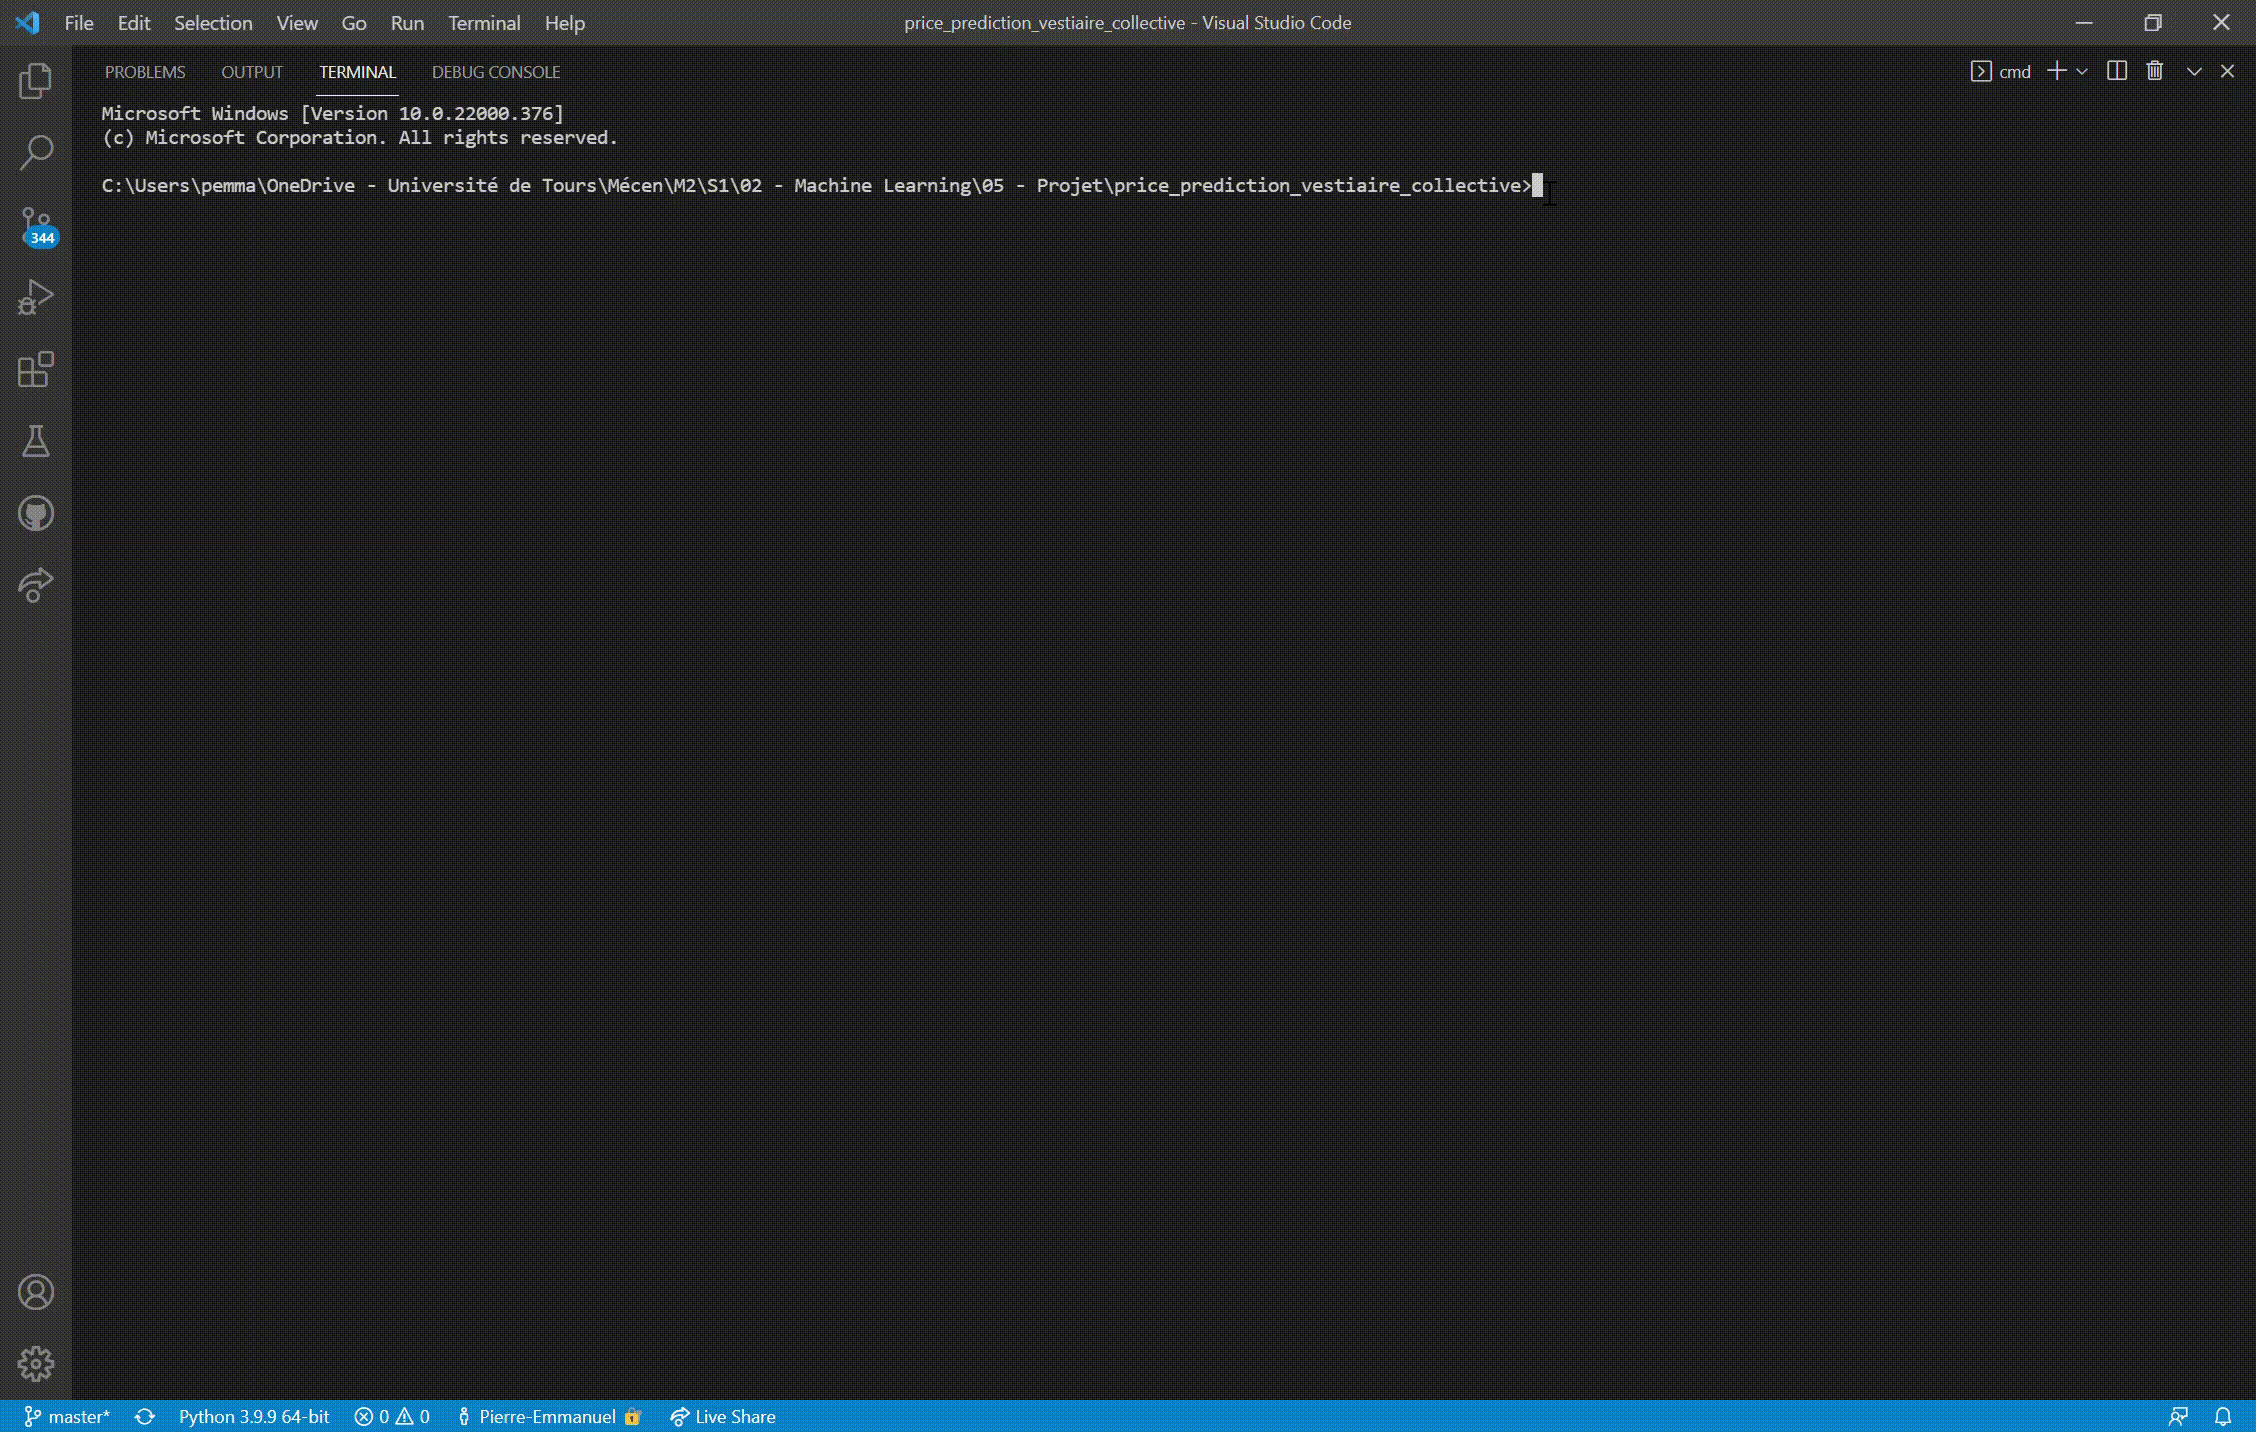 File Edit Selection View Go Run Terminal Help
price_prediction_vestiaire_collective - Visual Studio Code
PROBLEMS OUTPUT TERMINAL DEBUG CONSOLE
cmd
Microsoft Windows [Version 10.0.22000.376]
(c) Microsoft Corporation. All rights reserved.
C:\Users\pemma\OneDrive - Université de Tours\Mécen\M2\S1\02 - Machine Learning\05 - Projet\price_prediction_vestiaire_collective>
344
master* Python 3.9.9 64-bit 0 0 Pierre-Emmanuel Live Share